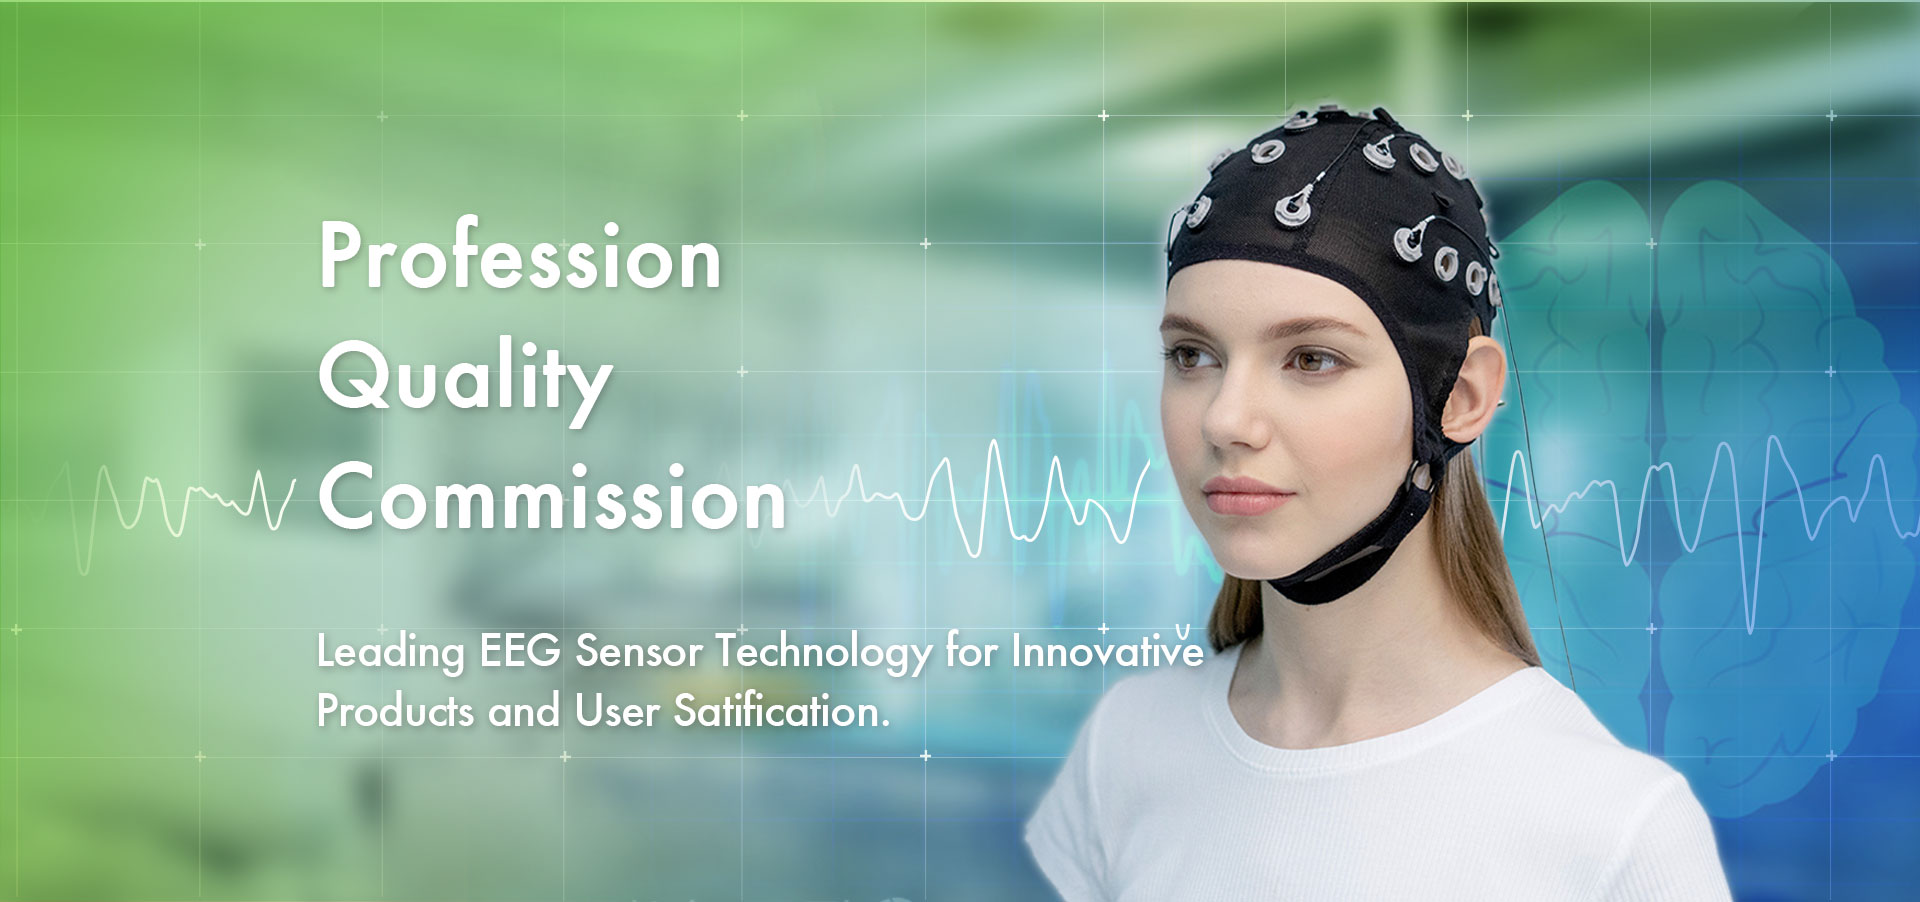 Profession
Quality
Commission
Leading EEG Sensor Technology for Innovative
Products and User Satification.